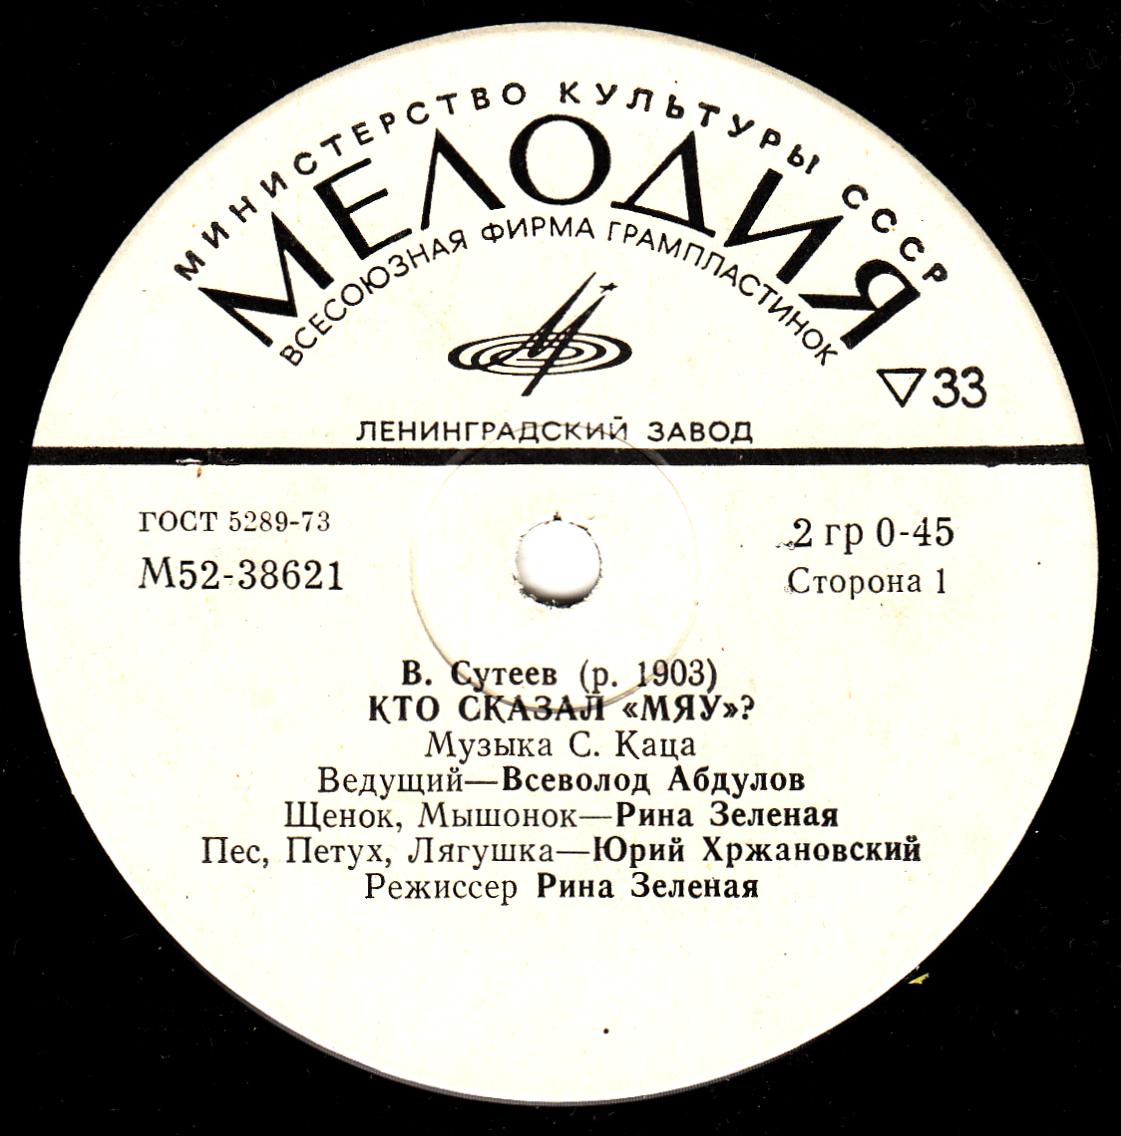 МИНИСТЕРСТВО КУЛЬТУРЫ СССР
МЕЛОДИЯ
ВСЕСОЮЗНАЯ ФИРМА ГРАМПЛАСТИНОК
▽33
ЛЕНИНГРАДСКИЙ ЗАВОД
ГОСТ 5289-73
М52-38621
2 гр 0-45
Сторона 1
В. Сутеев (р. 1903)
КТО СКАЗАЛ «МЯУ»?
Музыка С. Каца
Ведущий—Всеволод Абдулов
Щенок, Мышонок—Рина Зеленая
Пес, Петух, Лягушка—Юрий Хржановский
Режиссер Рина Зеленая